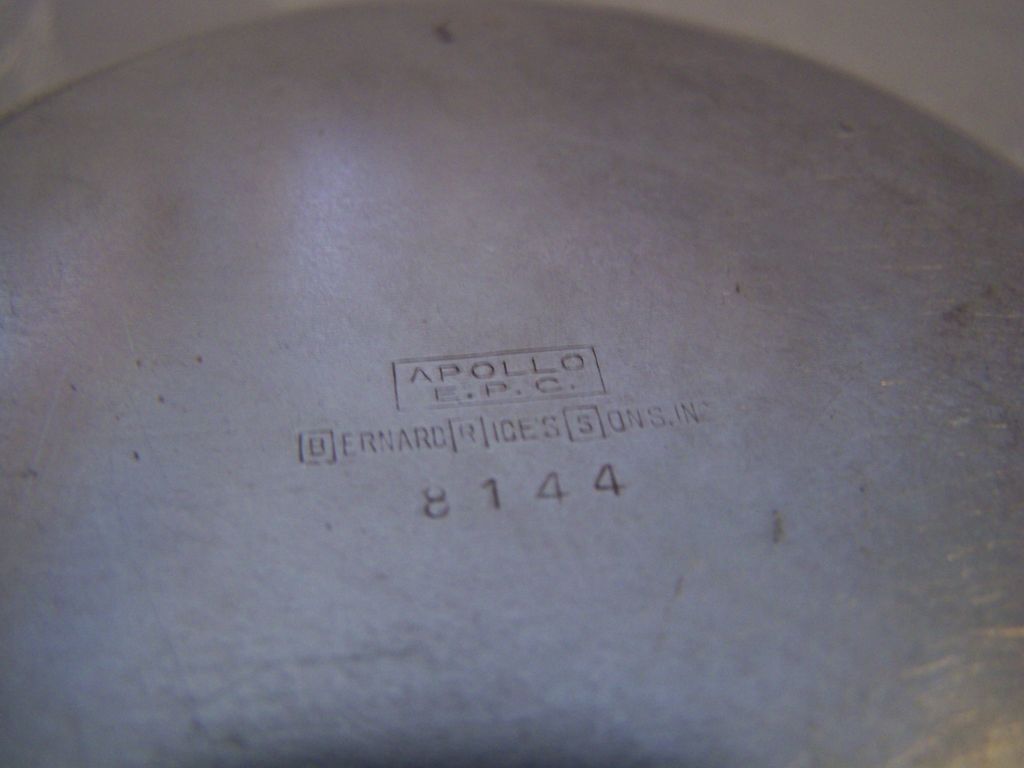 APOLLO
E.P.C.
BERNARD RICE'S SONS, INC
8144